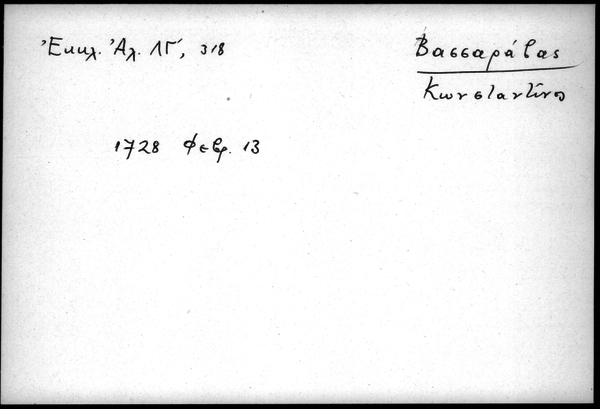 Ἐκκλ. Ἀλ. ΛΓ, 318
Βασσαράβας
Κωνσταντῖνος
1728 Φεβρ. 13